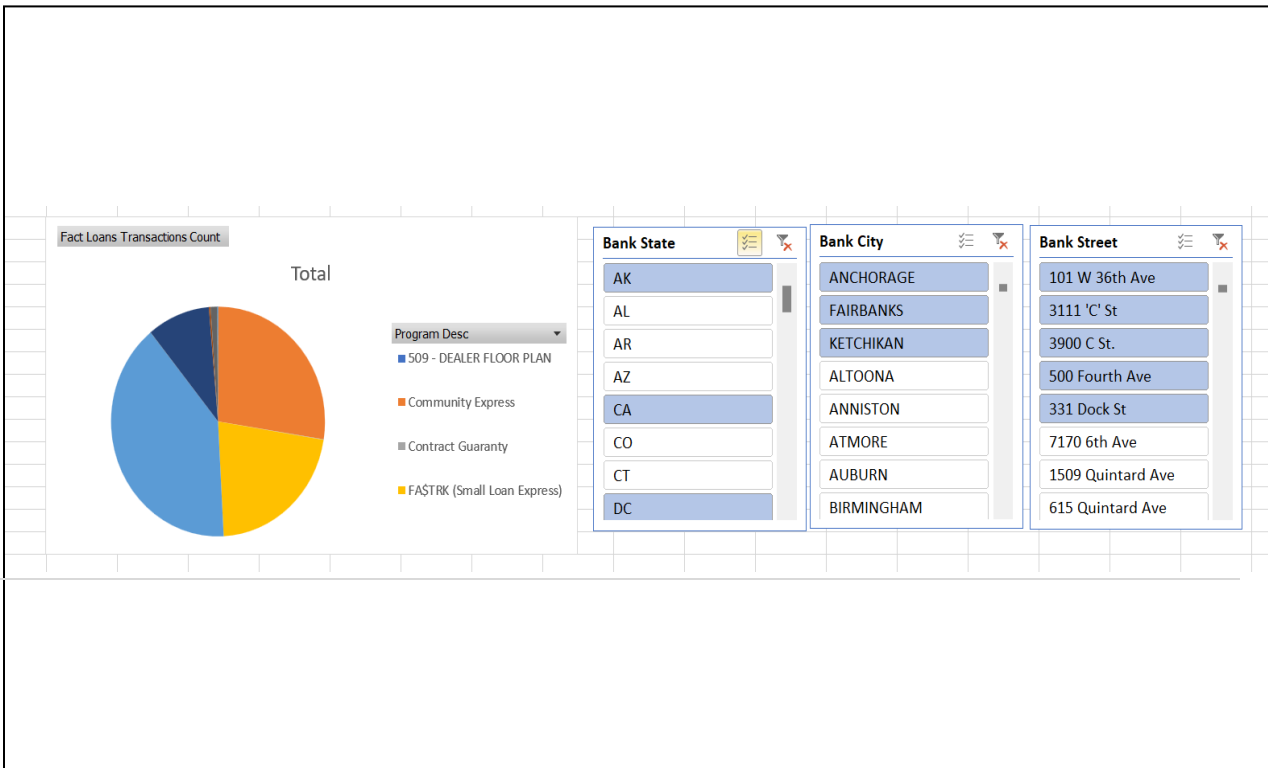 Fact Loans Transactions Count
Total
Program Desc
509 - DEALER FLOOR PLAN
Community Express
Contract Guaranty
FA$TRK (Small Loan Express)
Bank State
AK
AL
AR
AZ
CA
CO
CT
DC
Bank City
ANCHORAGE
FAIRBANKS
KETCHIKAN
ALTOONA
ANNISTON
ATMORE
AUBURN
BIRMINGHAM
Bank Street
101 W 36th Ave
3111 'C' St
3900 C St.
500 Fourth Ave
331 Dock St
7170 6th Ave
1509 Quintard Ave
615 Quintard Ave